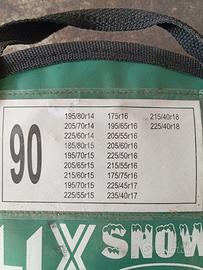 195/80r14 175r16 215/40r18
205/70r14 195/65r16 225/40r18
225/60r14 205/55r16
185/80r15 205/60r16
195/70r15 225/50r16
205/65r15 215/55r16
215/60r15 175/75r16
195/70r15 225/45r17
225/55r15 235/40r17
90
LIX SNOW